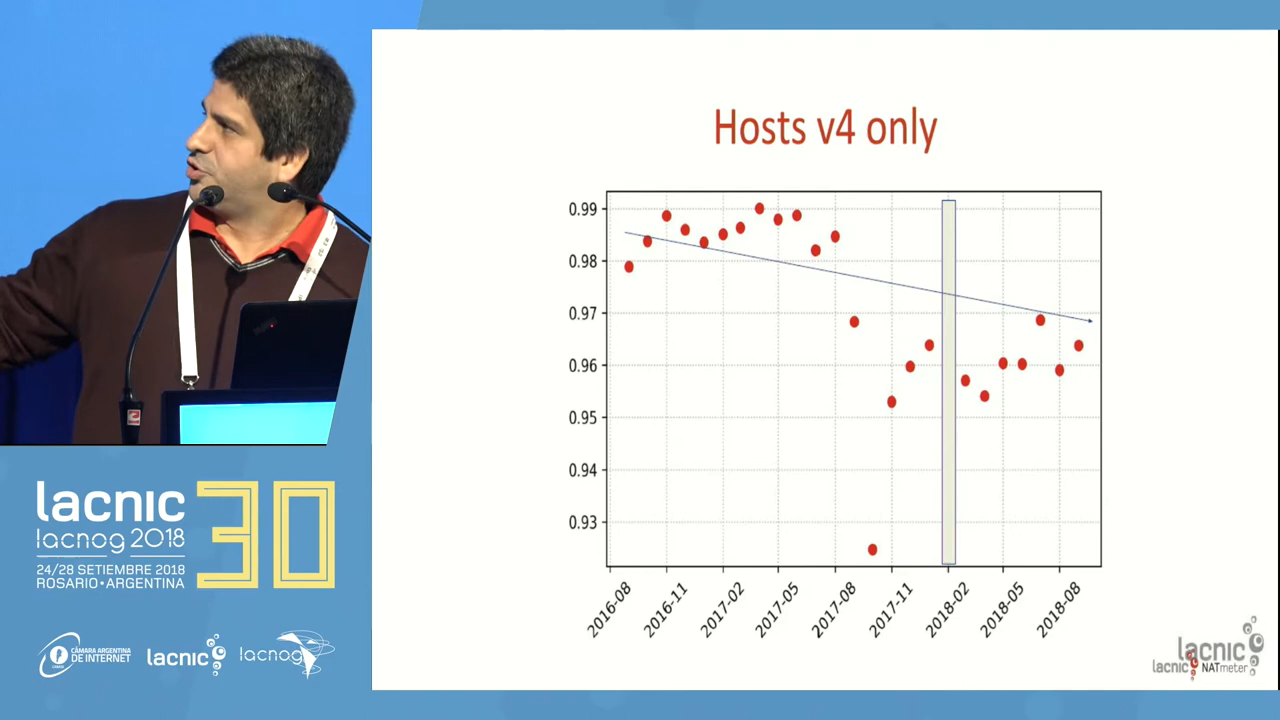 Hosts v4 only
0.99
0.98
0.97
0.96
0.95
0.94
0.93
2016-08
2016-11
2017-02
2017-05
2017-08
2017-11
2018-02
2018-05
2018-08
lacnic
lacnic NATmeter
lacnic 30
lacnog 2018
24/28 SETIEMBRE 2018
ROSARIO•ARGENTINA
CÁMARA ARGENTINA
DE INTERNET
lacnic
lacnog